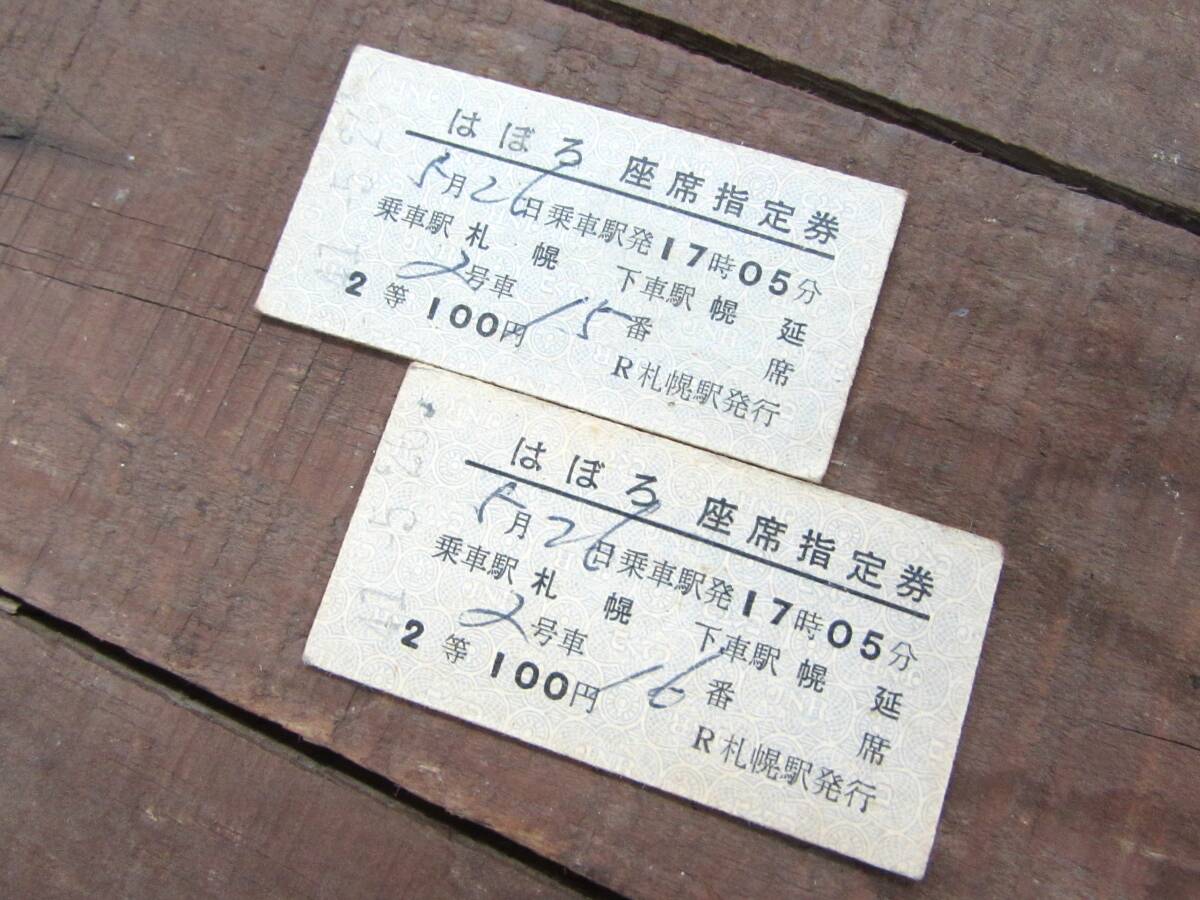 はぼろ 座席指定券
5月26日乗車駅発17時05分
乗車駅 札幌 下車駅 幌延
2号車 15番席
2等 100円 R札幌駅発行
はぼろ 座席指定券
5月26日乗車駅発17時05分
乗車駅 札幌 下車駅 幌延
2号車 16番席
2等 100円 R札幌駅発行